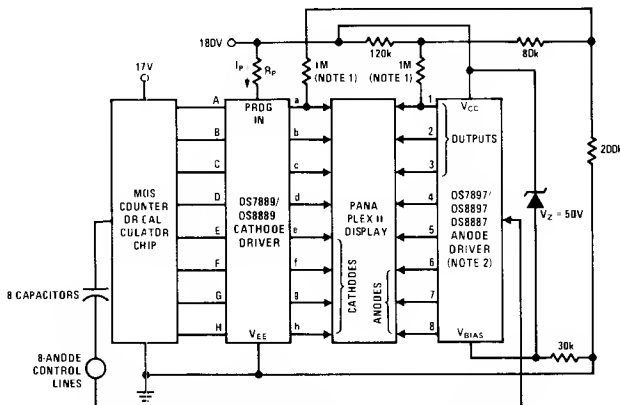 180V
120k
80k
17V
Ip
Rp
1M
(NOTE 1)
1M
(NOTE 1)
200k
A
B
C
D
E
F
G
H
PROG
IN
a
b
c
d
e
f
g
h
1
2
3
4
5
6
7
8
VCC
OUTPUTS
MOS
COUNTER
OR CAL
CULATOR
CHIP
DS7889/
DS8889
CATHODE
DRIVER
PANA
PLEX II
DISPLAY
DS7897/
DS8897
DS8887
ANODE
DRIVER
(NOTE 2)
VZ = 50V
CATHODES
ANODES
8 CAPACITORS
VEE
VBIAS
30k
8-ANODE
CONTROL
LINES